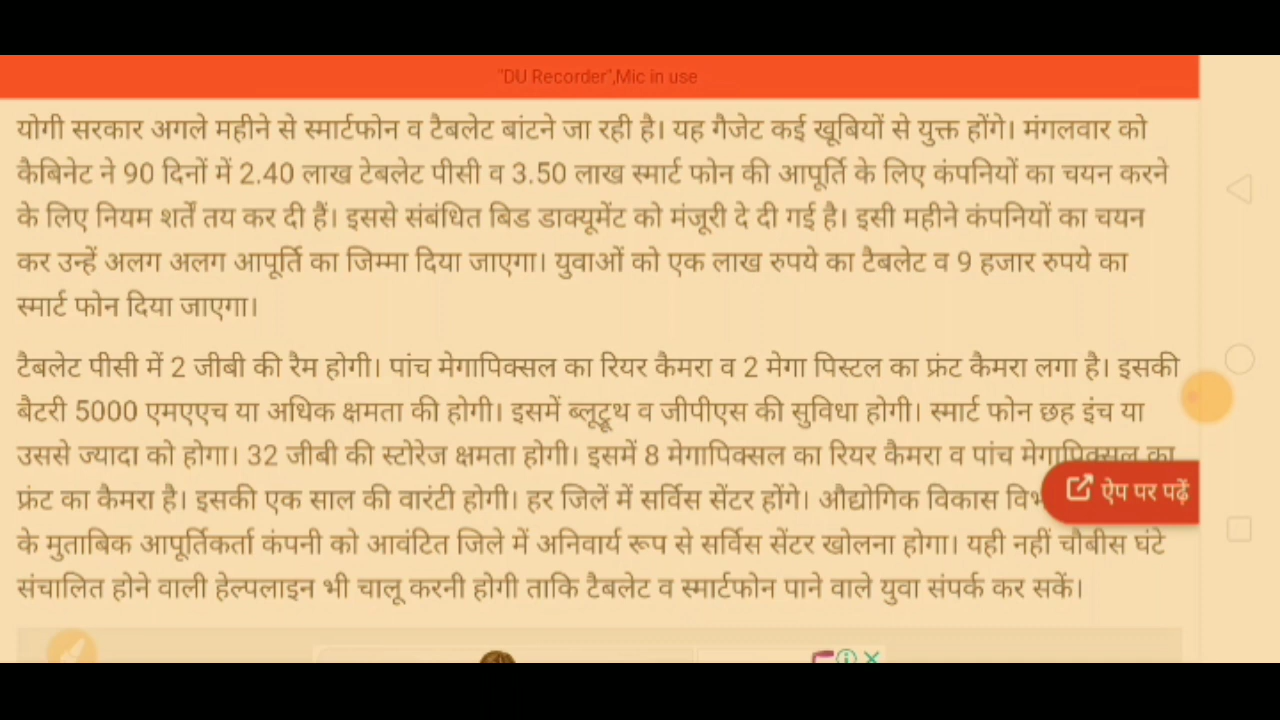 "DU Recorder",Mic in use
योगी सरकार अगले महीने से स्मार्टफोन व टैबलेट बांटने जा रही है। यह गैजेट कई खूबियों से युक्त होंगे। मंगलवार को
कैबिनेट ने 90 दिनों में 2.40 लाख टेबलेट पीसी व 3.50 लाख स्मार्ट फोन की आपूर्ति के लिए कंपनियों का चयन करने
के लिए नियम शर्तें तय कर दी हैं। इससे संबंधित बिड डाक्यूमेंट को मंजूरी दे दी गई है। इसी महीने कंपनियों का चयन
कर उन्हें अलग अलग आपूर्ति का जिम्मा दिया जाएगा। युवाओं को एक लाख रुपये का टैबलेट व 9 हजार रुपये का
स्मार्ट फोन दिया जाएगा।
टैबलेट पीसी में 2 जीबी की रैम होगी। पांच मेगापिक्सल का रियर कैमरा व 2 मेगा पिस्टल का फ्रंट कैमरा लगा है। इसकी
बैटरी 5000 एमएएच या अधिक क्षमता की होगी। इसमें ब्लूटूथ व जीपीएस की सुविधा होगी। स्मार्ट फोन छह इंच या
उससे ज्यादा को होगा। 32 जीबी की स्टोरेज क्षमता होगी। इसमें 8 मेगापिक्सल का रियर कैमरा व पांच मेगापिक्सल का
फ्रंट का कैमरा है। इसकी एक साल की वारंटी होगी। हर जिलें में सर्विस सेंटर होंगे। औद्योगिक विकास
ऐप पर पढ़ें
के मुताबिक आपूर्तिकर्ता कंपनी को आवंटित जिले में अनिवार्य रूप से सर्विस सेंटर खोलना होगा। यही नहीं चौबीस घंटे
संचालित होने वाली हेल्पलाइन भी चालू करनी होगी ताकि टैबलेट व स्मार्टफोन पाने वाले युवा संपर्क कर सकें।